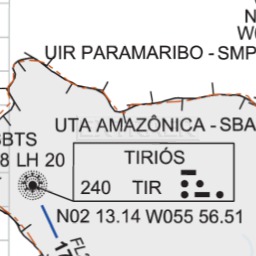 N
W0
UIR PARAMARIBO - SMP
UTA AMAZÔNICA - SBA
BTS
8 LH 20
TIRIÓS
240 TIR
N02 13.14 W055 56.51
FL
17